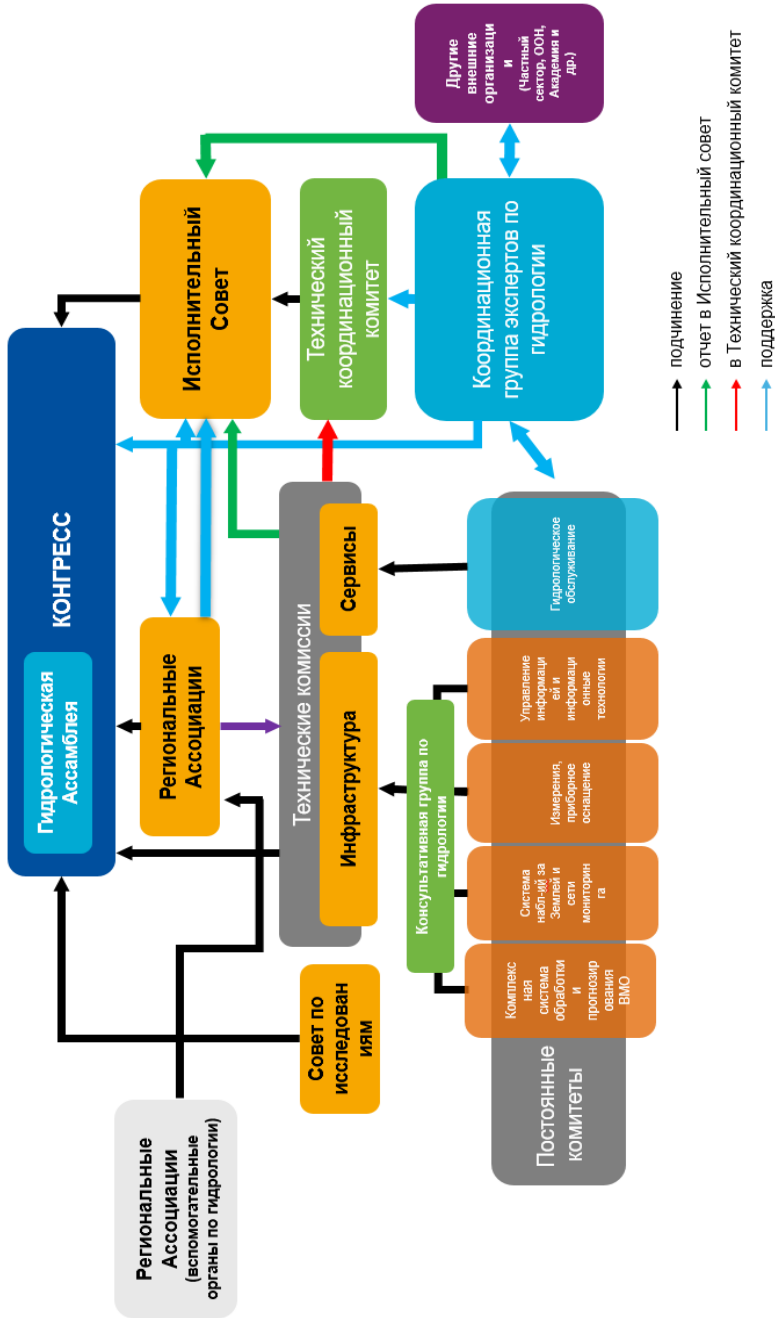 КОНГРЕСС
Гидрологическая
Ассамблея
Региональные
Ассоциации
(вспомогательные
органы по гидрологии)
Региональные
Ассоциации
Исполнительный
Совет
Совет по
исследован
иям
Технические комиссии
Инфраструктура
Сервисы
Технический
координационный
комитет
Консультативная группа по
гидрологии
Координационная
группа экспертов по
гидрологии
Другие
внешние
организаци
и
(Частный
сектор, ООН,
Академия и
др.)
Постоянные
комитеты
Комплекс
ная
система
обработки
и
прогнозир
ования
ВМО
Система
набл-ий за
Землей и
сети
мониторин
га
Измерения,
приборное
оснащение
Управление
информаци
ей и
информаци
онные
технологии
Гидрологическое
обслуживание
подчинение
отчет в Исполнительный совет
в Технический координационный комитет
поддержка